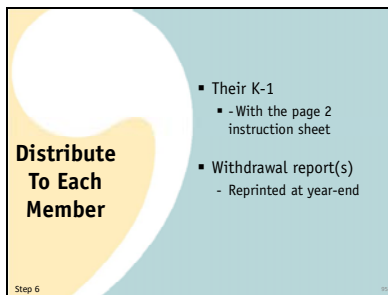 Distribute
To Each
Member
▪ Their K-1
▪ - With the page 2
instruction sheet
▪ Withdrawal report(s)
- Reprinted at year-end
Step 6